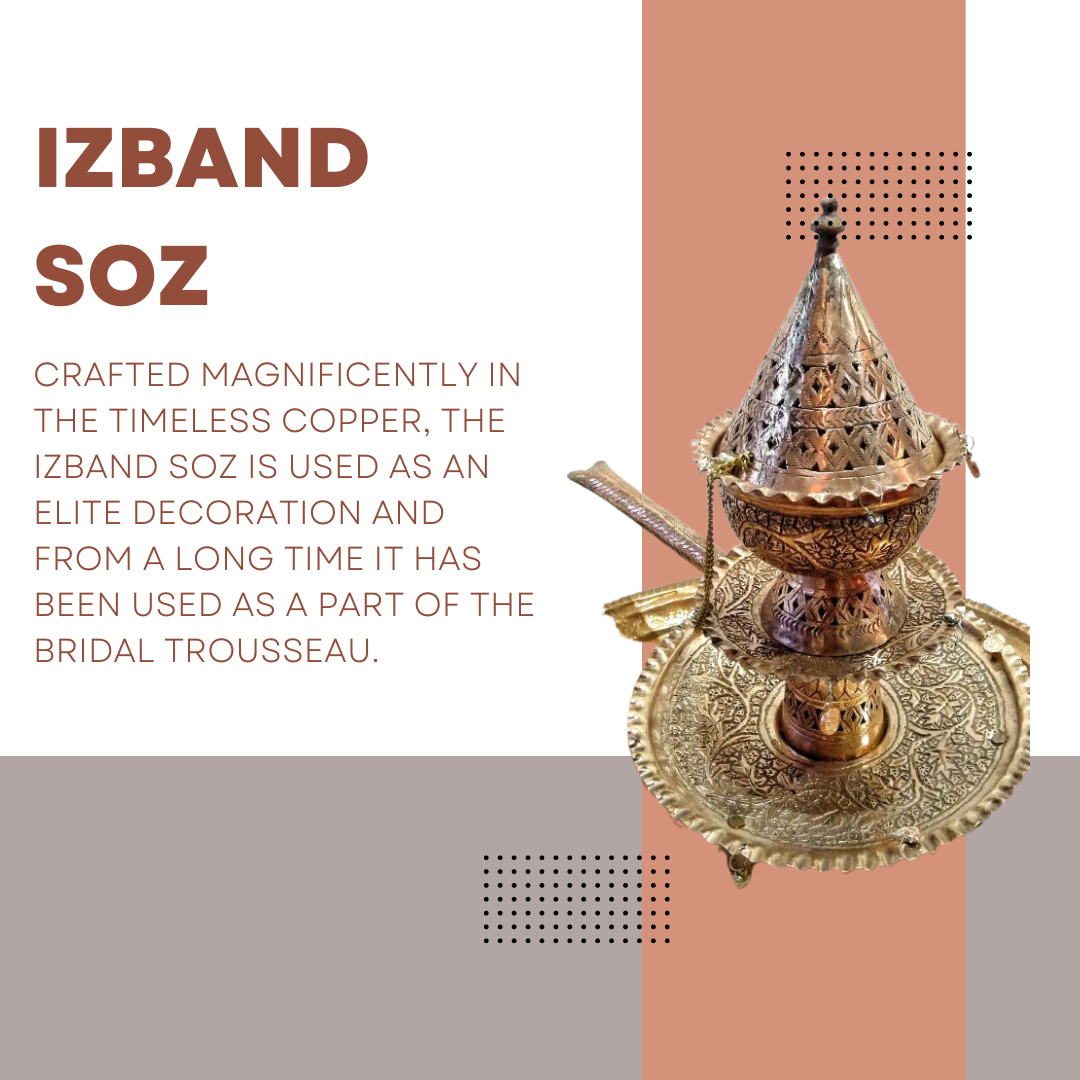 IZBAND
SOZ
CRAFTED MAGNIFICENTLY IN
THE TIMELESS COPPER, THE
IZBAND SOZ IS USED AS AN
ELITE DECORATION AND
FROM A LONG TIME IT HAS
BEEN USED AS A PART OF THE
BRIDAL TROUSSEAU.